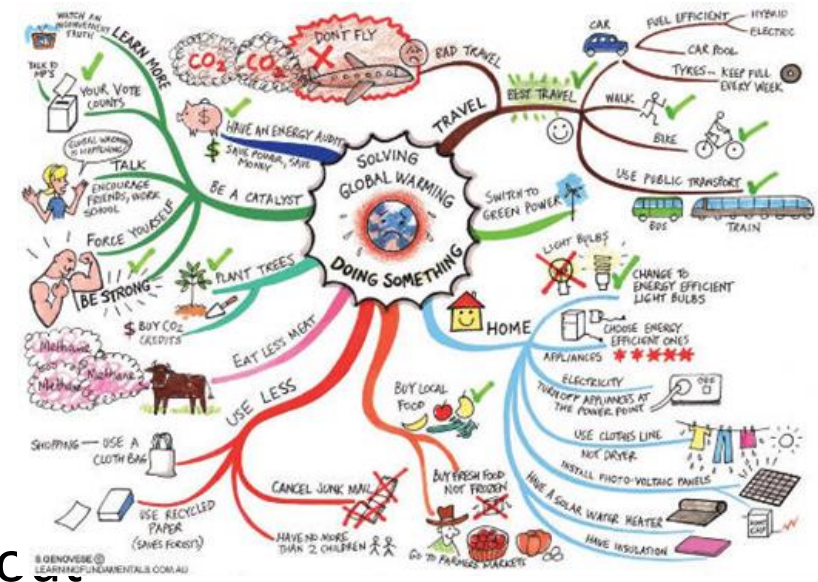 SOLVING
GLOBAL WARMING
DOING SOMETHING
TRAVEL
BAD TRAVEL
DON'T FLY
CO2
CO2
BEST TRAVEL
CAR
FUEL EFFICIENT
HYBRID
ELECTRIC
CAR POOL
TYRES - KEEP FULL
EVERY WEEK
WALK
BIKE
USE PUBLIC TRANSPORT
BUS
TRAIN
SWITCH TO
GREEN POWER
HOME
LIGHT BULBS
CHANGE TO
ENERGY EFFICIENT
LIGHT BULBS
APPLIANCES
CHOOSE ENERGY
EFFICIENT ONES
ELECTRICITY
TURN OFF APPLIANCES AT
THE POWER POINT
USE CLOTHES LINE
NOT DRYER
INSTALL PHOTO-VOLTAIC PANELS
HAVE A SOLAR WATER HEATER
HAVE INSULATION
BUY LOCAL
FOOD
BUY FRESH FOOD
NOT FROZEN
GO TO FARMERS MARKETS
USE LESS
CANCEL JUNK MAIL
HAVE NO MORE
THAN 2 CHILDREN
SHOPPING — USE A
CLOTH BAG
USE RECYCLED
PAPER
(SAVES FORESTS)
EAT LESS MEAT
Methane
Methane
Methane
PLANT TREES
$ BUY CO2
CREDITS
BE A CATALYST
LEARN MORE
WATCH AN
INCONVENIENT
TRUTH
YOUR VOTE
COUNTS
TALK TO
MP'S
TALK
GLOBAL WARMING
IS HAPPENING!
ENCOURAGE
FRIENDS, WORK
SCHOOL
FORCE YOURSELF
BE STRONG
HAVE AN ENERGY AUDIT
$ SAVE POWER, SAVE
MONEY
S.GENOVESE ©
LEARNINGFUNDAMENTALS.COM.AU